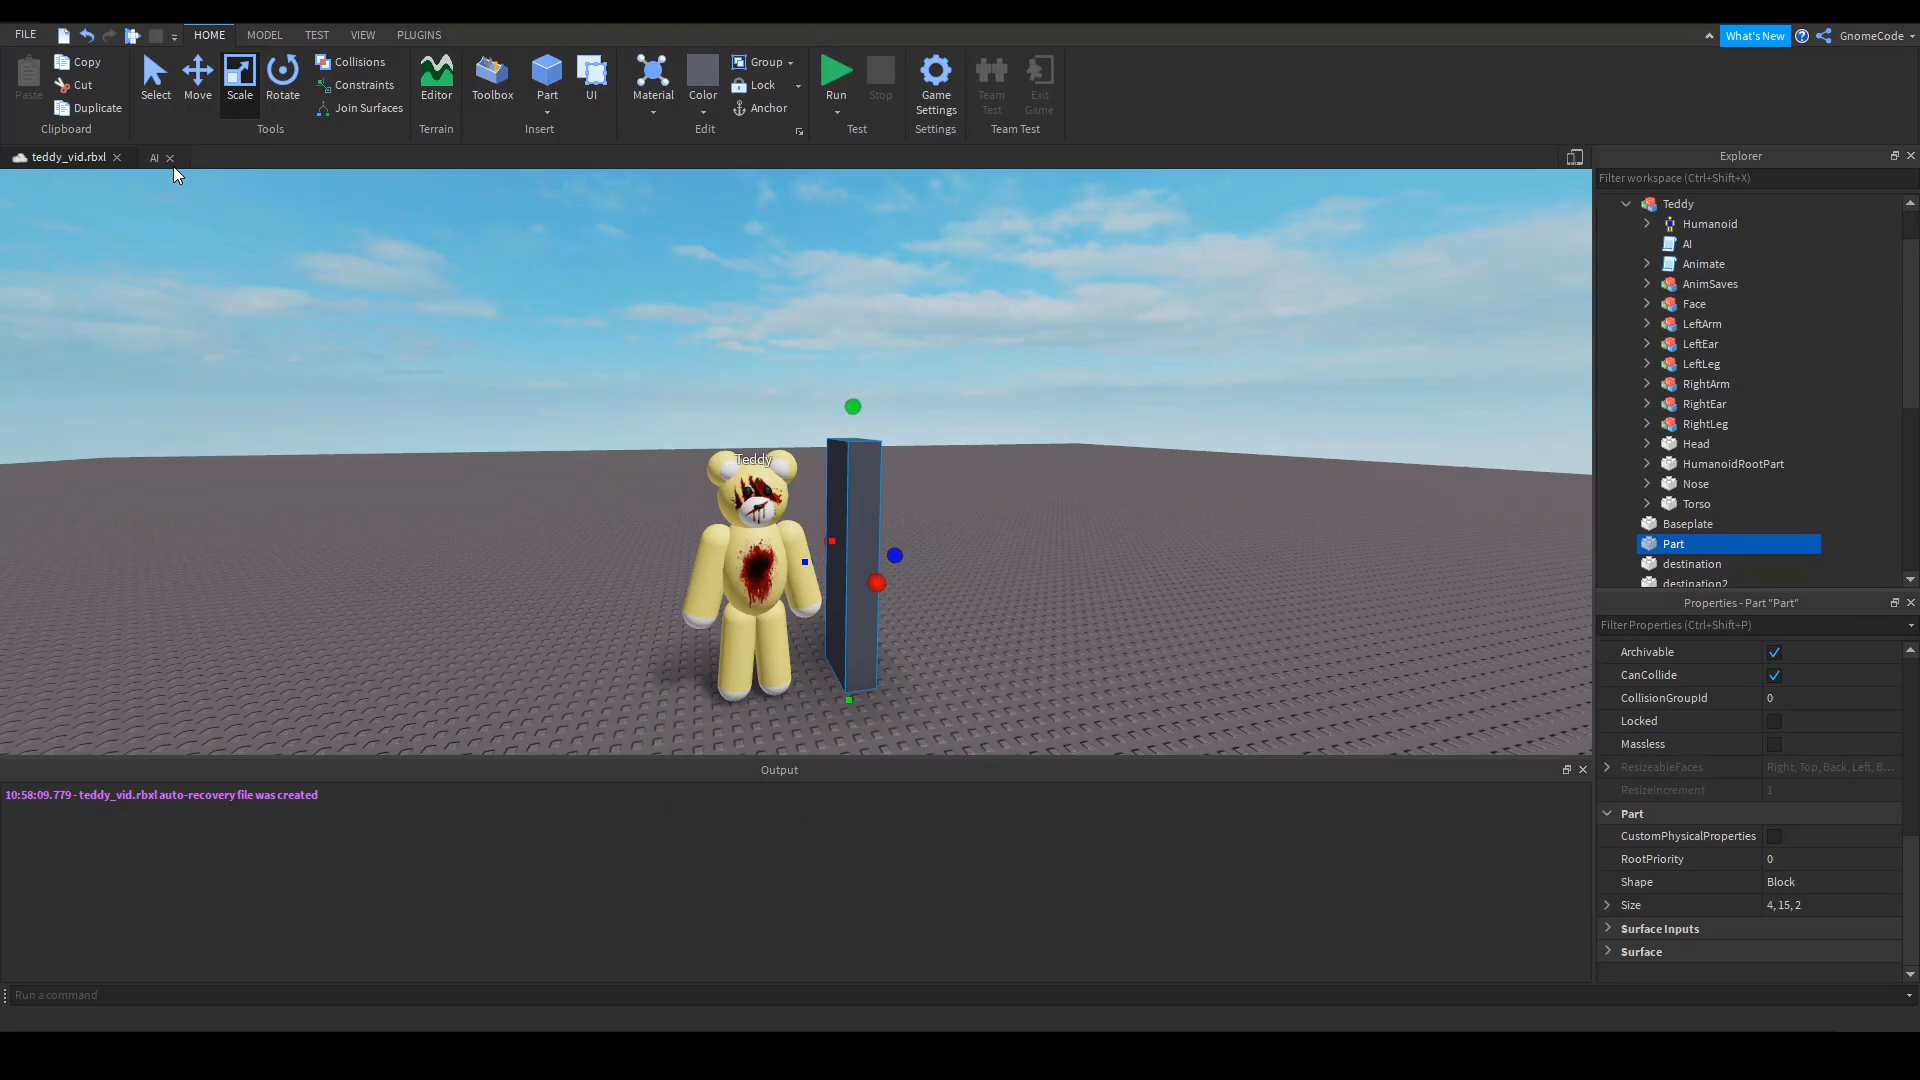 FILE HOME MODEL TEST VIEW PLUGINS What's New GnomeCode
Paste Copy Cut Duplicate Clipboard
Select Move Scale Rotate Collisions Constraints Join Surfaces Tools
Editor Terrain
Toolbox Part UI Insert
Material Color Group Lock Anchor Edit
Run Stop Test
Game Settings Settings
Team Test Exit Game Team Test
teddy_vid.rbxl AI
Teddy
Explorer
Filter workspace (Ctrl+Shift+X)
Teddy
Humanoid
AI
Animate
AnimSaves
Face
LeftArm
LeftEar
LeftLeg
RightArm
RightEar
RightLeg
Head
HumanoidRootPart
Nose
Torso
Baseplate
Part
destination
destination2
Properties - Part "Part"
Filter Properties (Ctrl+Shift+P)
Archivable
CanCollide
CollisionGroupId 0
Locked
Massless
ResizeableFaces Right, Top, Back, Left, B...
ResizeIncrement 1
Part
CustomPhysicalProperties
RootPriority 0
Shape Block
Size 4, 15, 2
Surface Inputs
Surface
Output
10:58:09.779 - teddy_vid.rbxl auto-recovery file was created
Run a command